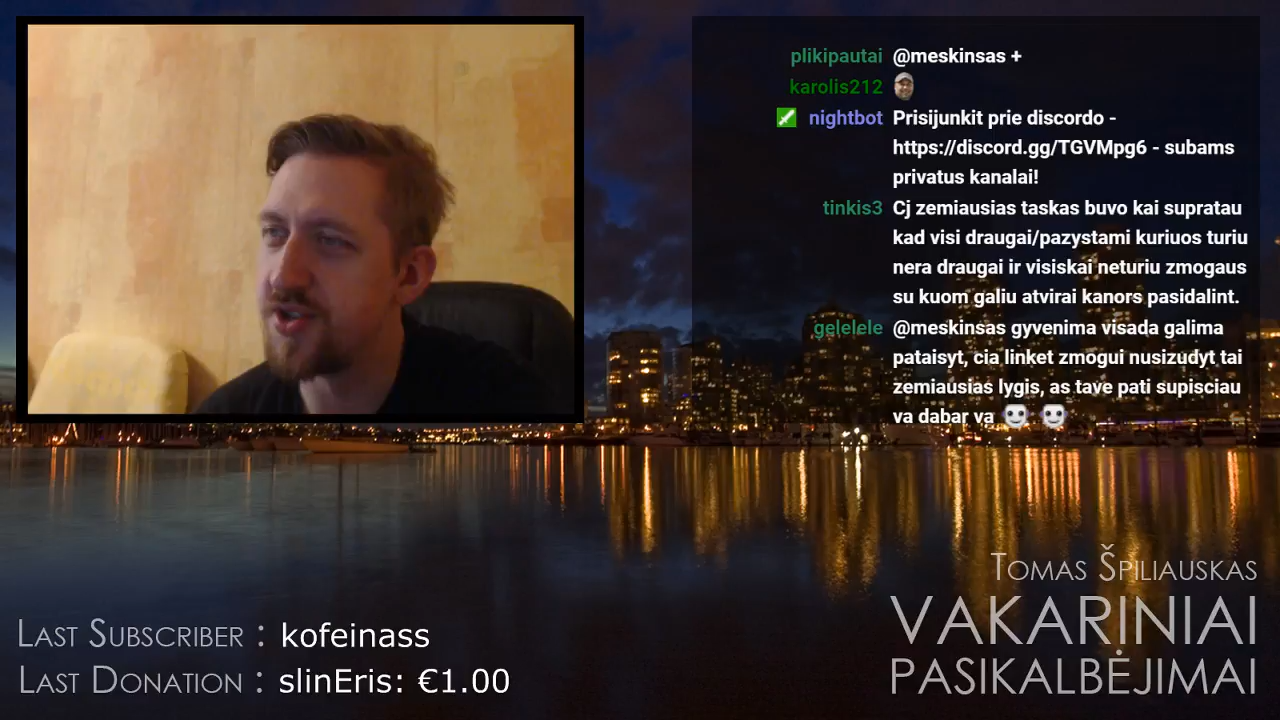 plikipautai @meskinsas +
karolis212
nightbot Prisijunkit prie discordo -
https://discord.gg/TGVMpg6 - subams
privatus kanalai!
tinkis3 Cj zemiausias taskas buvo kai supratau
kad visi draugai/pazystami kuriuos turiu
nera draugai ir visiskai neturiu zmogaus
su kuom galiu atvirai kanors pasidalint.
gelelele @meskinsas gyvenima visada galima
pataisyt, cia linket zmogui nusizudyt tai
zemiausias lygis, as tave pati supisciau
va dabar va
TOMAS ŠPILIAUSKAS
VAKARINIAI
PASIKALBĖJIMAI
LAST SUBSCRIBER : kofeinass
LAST DONATION : slinEris: €1.00